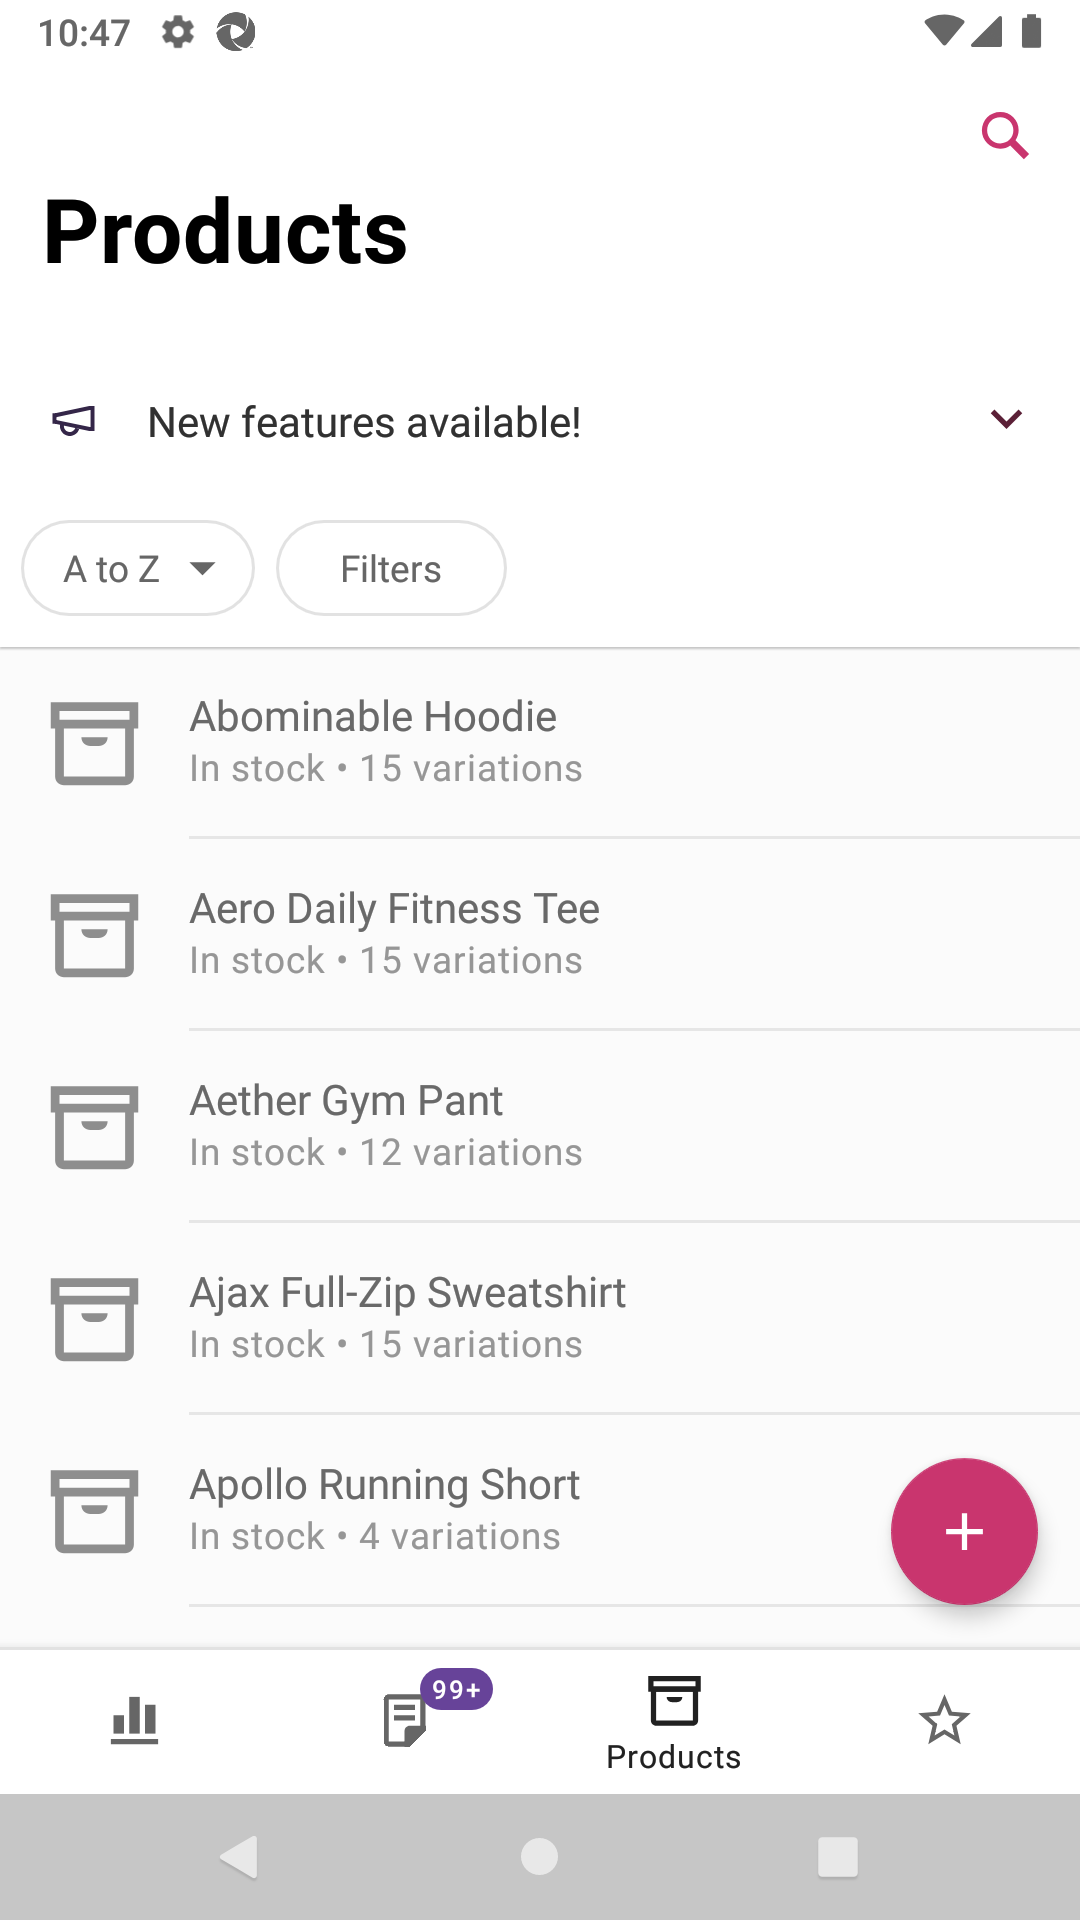 10:47
Products
New features available!
A to Z
Filters
Abominable Hoodie
In stock • 15 variations
Aero Daily Fitness Tee
In stock • 15 variations
Aether Gym Pant
In stock • 12 variations
Ajax Full-Zip Sweatshirt
In stock • 15 variations
Apollo Running Short
In stock • 4 variations
99+
Products